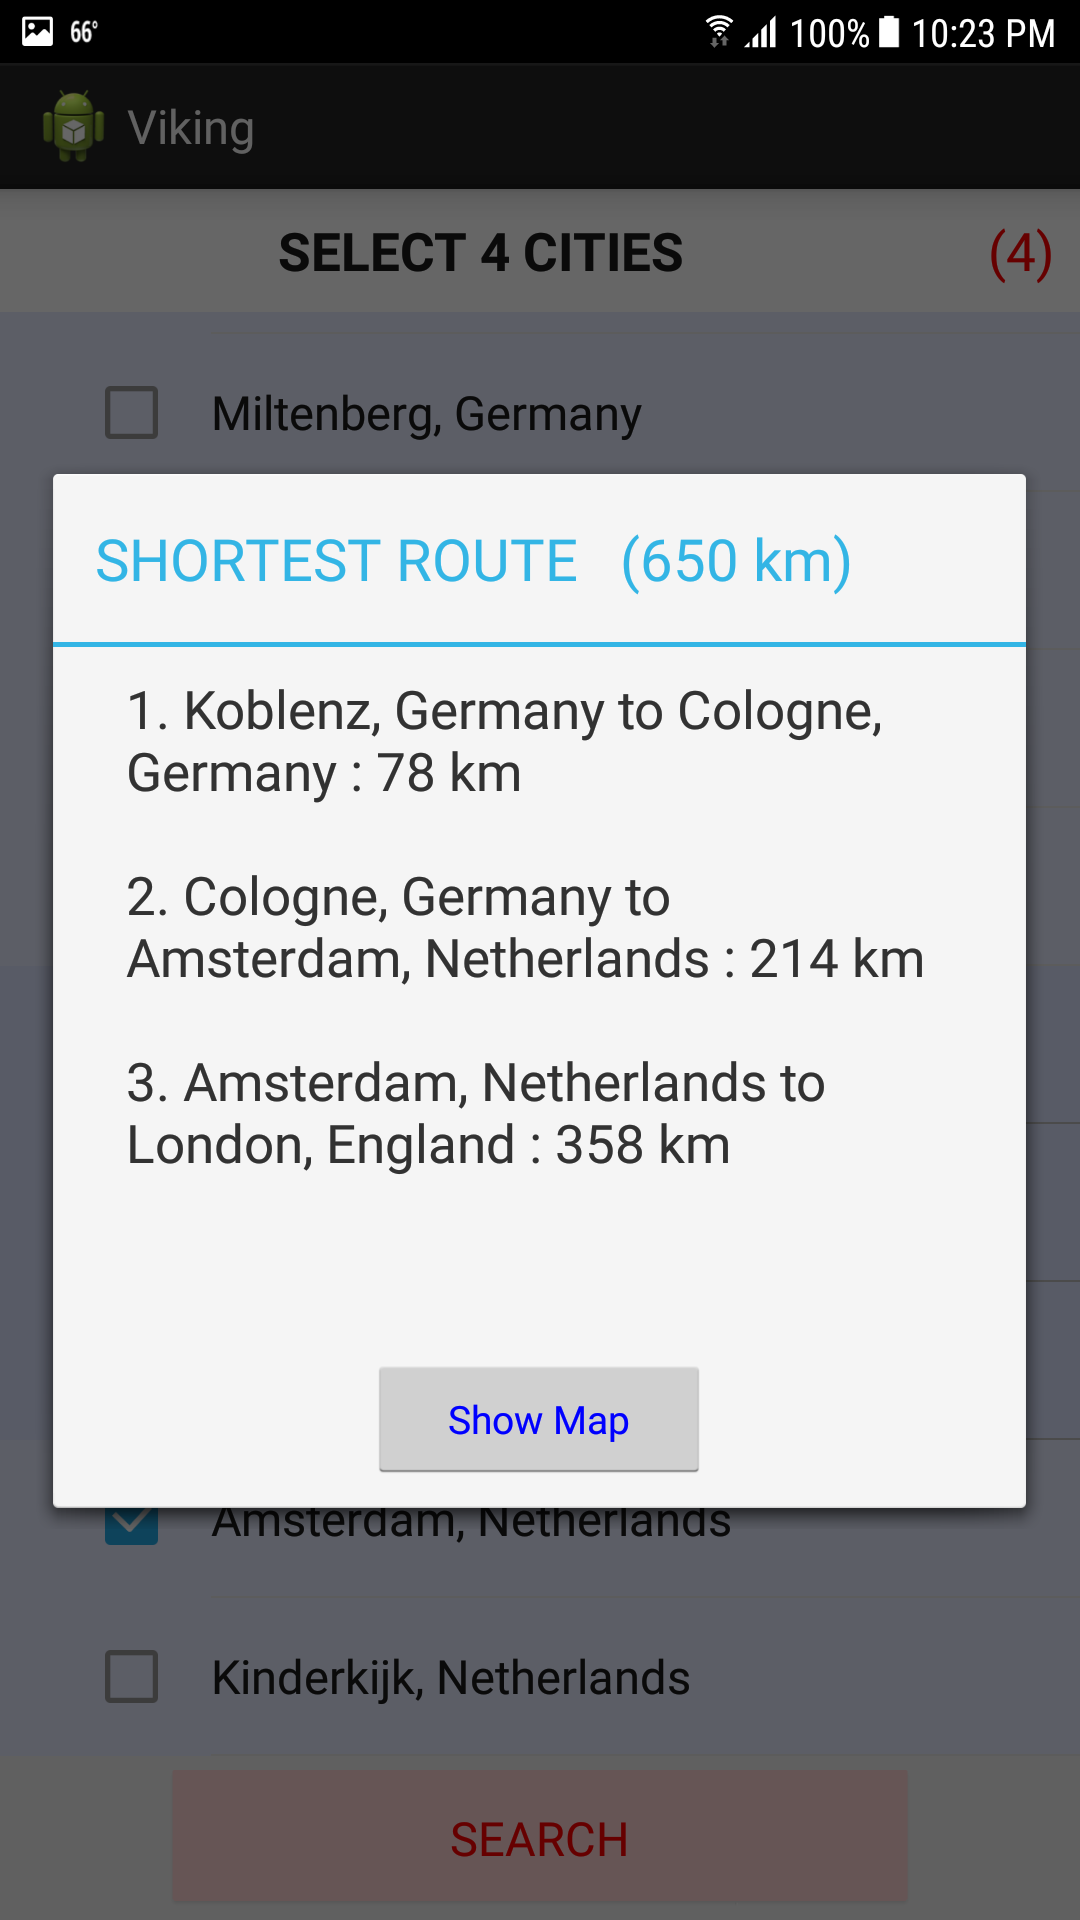 66°
100% 10:23 PM
Viking
SELECT 4 CITIES (4)
Miltenberg, Germany
SHORTEST ROUTE (650 km)
1. Koblenz, Germany to Cologne,
Germany : 78 km
2. Cologne, Germany to
Amsterdam, Netherlands : 214 km
3. Amsterdam, Netherlands to
London, England : 358 km
Show Map
Amsterdam, Netherlands
Kinderkijk, Netherlands
SEARCH